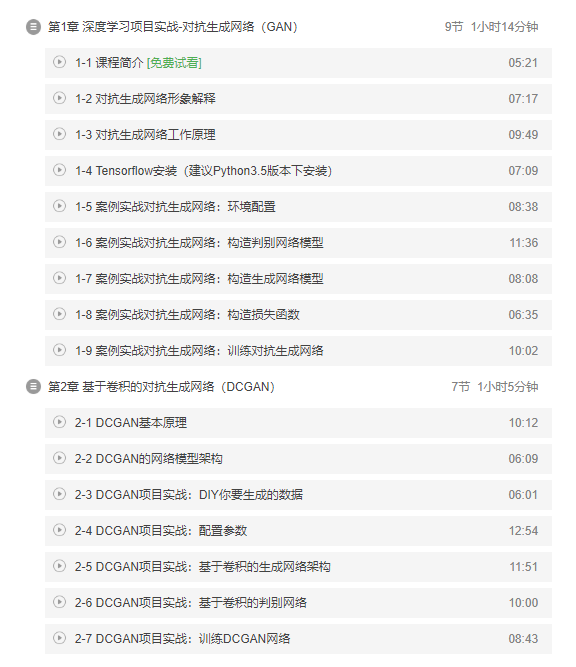 第1章 深度学习项目实战-对抗生成网络（GAN） 9节 1小时14分钟
1-1 课程简介 [免费试看] 05:21
1-2 对抗生成网络形象解释 07:17
1-3 对抗生成网络工作原理 09:49
1-4 Tensorflow安装（建议Python3.5版本下安装） 07:09
1-5 案例实战对抗生成网络：环境配置 08:38
1-6 案例实战对抗生成网络：构造判别网络模型 11:36
1-7 案例实战对抗生成网络：构造生成网络模型 08:08
1-8 案例实战对抗生成网络：构造损失函数 06:35
1-9 案例实战对抗生成网络：训练对抗生成网络 10:02
第2章 基于卷积的对抗生成网络（DCGAN） 7节 1小时5分钟
2-1 DCGAN基本原理 10:12
2-2 DCGAN的网络模型架构 06:09
2-3 DCGAN项目实战：DIY你要生成的数据 06:01
2-4 DCGAN项目实战：配置参数 12:54
2-5 DCGAN项目实战：基于卷积的生成网络架构 11:51
2-6 DCGAN项目实战：基于卷积的判别网络 10:00
2-7 DCGAN项目实战：训练DCGAN网络 08:43